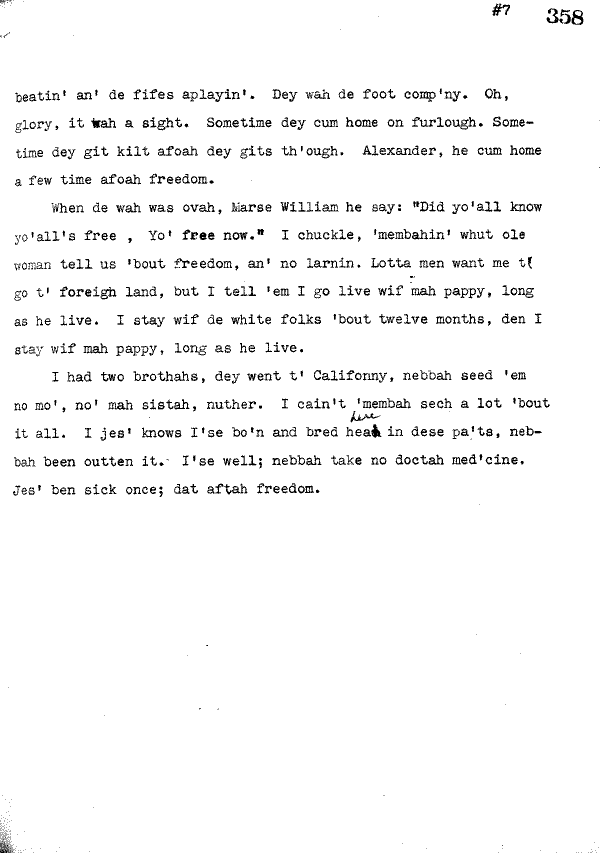 #7 358
beatin' an' de fifes aplayin'. Dey wah de foot comp'ny. Oh,
glory, it wah a sight. Sometime dey cum home on furlough. Some-
time dey git kilt afoah dey gits th'ough. Alexander, he cum home
a few time afoah freedom.
When de wah was ovah, Marse William he say: "Did yo'all know
yo'all's free , Yo' free now." I chuckle, 'membahin' whut ole
woman tell us 'bout freedom, an' no larnin. Lotta men want me t'
go t' foreigh land, but I tell 'em I go live wif mah pappy, long
as he live. I stay wif de white folks 'bout twelve months, den I
stay wif mah pappy, long as he live.
I had two brothahs, dey went t' Califonny, nebbah seed 'em
no mo', no' mah sistah, nuther. I cain't 'membah sech a lot 'bout
here
it all. I jes' knows I'se bo'n and bred heah in dese pa'ts, neb-
bah been outten it. I'se well; nebbah take no doctah med'cine.
Jes' ben sick once; dat aftah freedom.